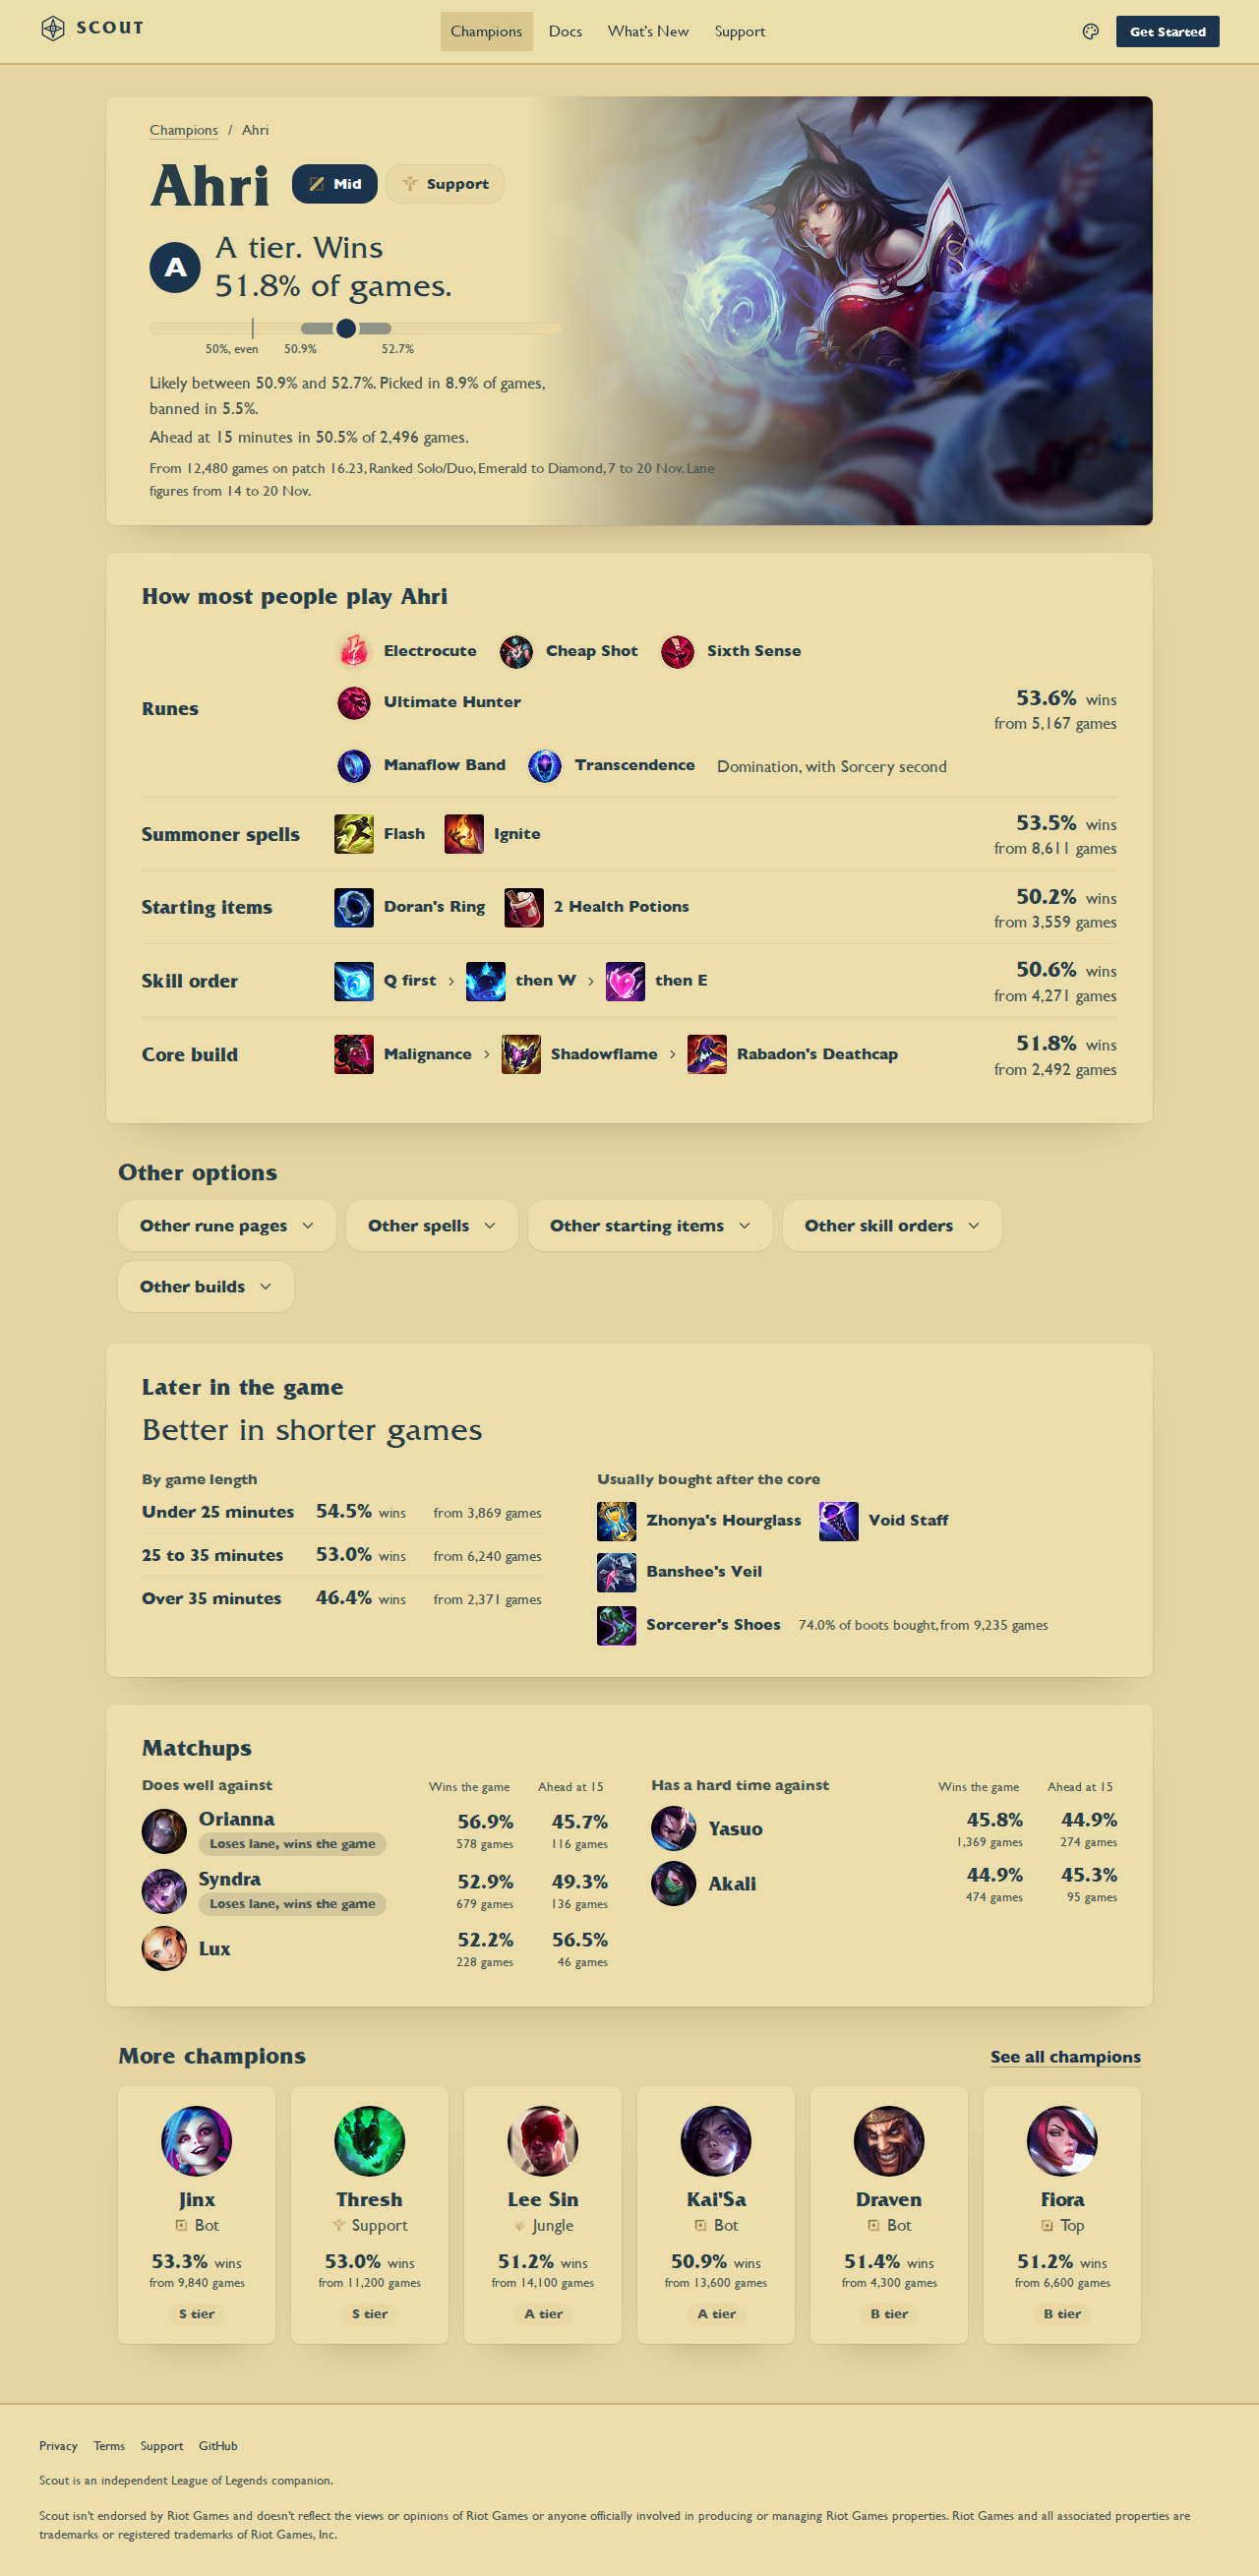 SCOUT
Champions Docs What's New Support
Get Started
Champions / Ahri
Ahri
Mid Support
A
A tier. Wins
51.8% of games.
50%, even 50.9% 52.7%
Likely between 50.9% and 52.7%. Picked in 8.9% of games,
banned in 5.5%.
Ahead at 15 minutes in 50.5% of 2,496 games.
From 12,480 games on patch 16.23, Ranked Solo/Duo, Emerald to Diamond, 7 to 20 Nov. Lane
figures from 14 to 20 Nov.
How most people play Ahri
Runes
Electrocute Cheap Shot Sixth Sense
Ultimate Hunter
Manaflow Band Transcendence Domination, with Sorcery second
53.6% wins
from 5,167 games
Summoner spells
Flash Ignite
53.5% wins
from 8,611 games
Starting items
Doran's Ring 2 Health Potions
50.2% wins
from 3,559 games
Skill order
Q first › then W › then E
50.6% wins
from 4,271 games
Core build
Malignance › Shadowflame › Rabadon's Deathcap
51.8% wins
from 2,492 games
Other options
Other rune pages Other spells Other starting items Other skill orders
Other builds
Later in the game
Better in shorter games
By game length
Under 25 minutes 54.5% wins from 3,869 games
25 to 35 minutes 53.0% wins from 6,240 games
Over 35 minutes 46.4% wins from 2,371 games
Usually bought after the core
Zhonya's Hourglass Void Staff
Banshee's Veil
Sorcerer's Shoes 74.0% of boots bought, from 9,235 games
Matchups
Does well against Wins the game Ahead at 15
Orianna 56.9% 45.7%
Loses lane, wins the game 578 games 116 games
Syndra 52.9% 49.3%
Loses lane, wins the game 679 games 136 games
Lux 52.2% 56.5%
228 games 46 games
Has a hard time against Wins the game Ahead at 15
Yasuo 45.8% 44.9%
1,369 games 274 games
Akali 44.9% 45.3%
474 games 95 games
More champions
See all champions
Jinx
Bot
53.3% wins
from 9,840 games
S tier
Thresh
Support
53.0% wins
from 11,200 games
S tier
Lee Sin
Jungle
51.2% wins
from 14,100 games
A tier
Kai'Sa
Bot
50.9% wins
from 13,600 games
A tier
Draven
Bot
51.4% wins
from 4,300 games
B tier
Fiora
Top
51.2% wins
from 6,600 games
B tier
Privacy Terms Support GitHub
Scout is an independent League of Legends companion.
Scout isn't endorsed by Riot Games and doesn't reflect the views or opinions of Riot Games or anyone officially involved in producing or managing Riot Games properties. Riot Games and all associated properties are
trademarks or registered trademarks of Riot Games, Inc.